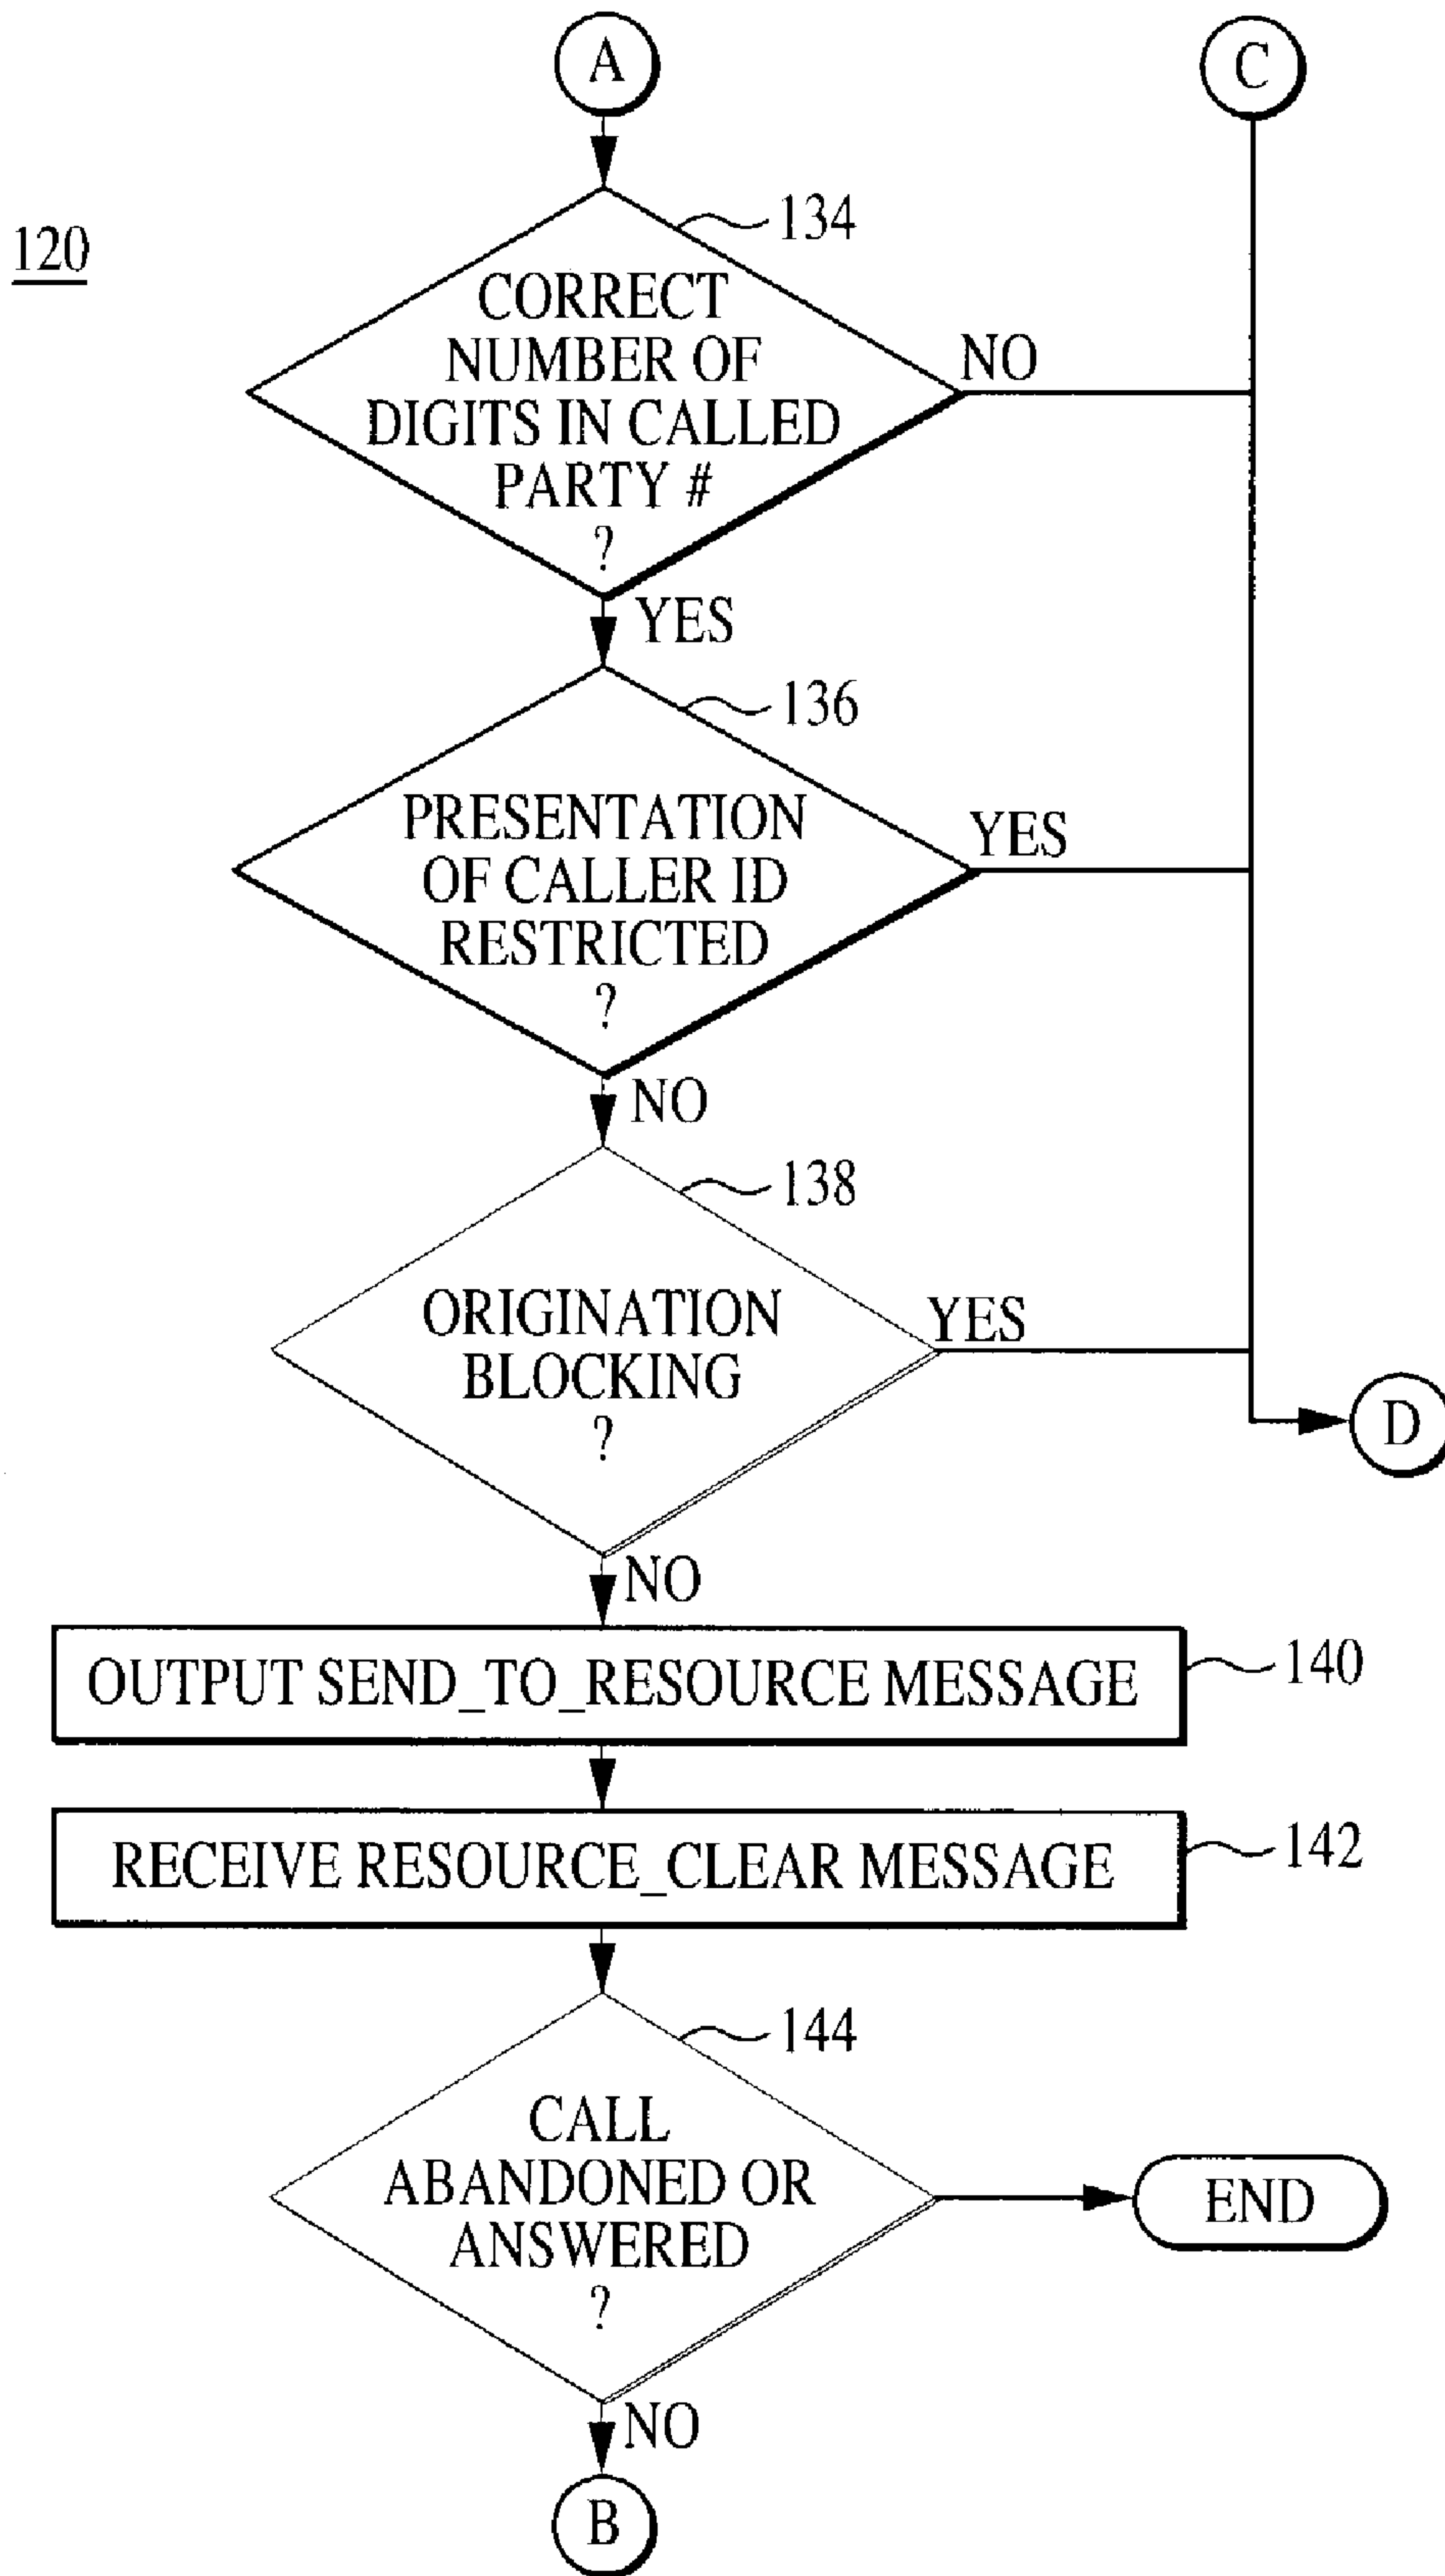 A
C
120
134
CORRECT
NUMBER OF
DIGITS IN CALLED
PARTY #
?
NO
YES
136
PRESENTATION
OF CALLER ID
RESTRICTED
?
YES
NO
138
ORIGINATION
BLOCKING
?
YES
D
NO
OUTPUT SEND_TO_RESOURCE MESSAGE
140
RECEIVE RESOURCE_CLEAR MESSAGE
142
144
CALL
ABANDONED OR
ANSWERED
?
END
NO
B